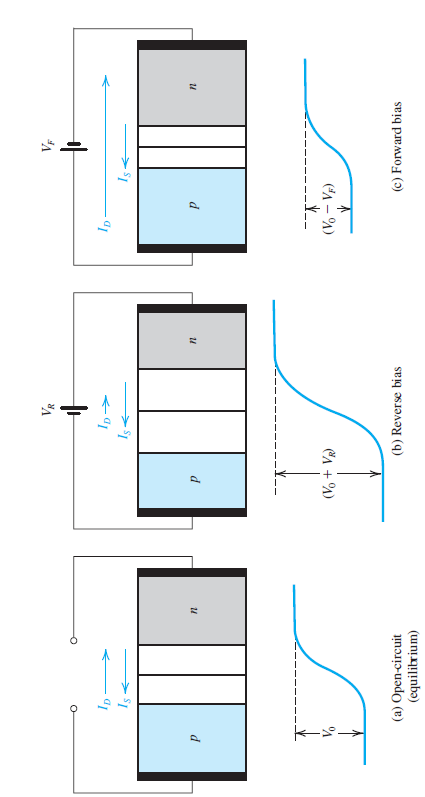 I_D
I_S
p
n
V_0
(a) Open-circuit
(equilibrium)
V_R
I_D
I_S
p
n
(V_0 + V_R)
(b) Reverse bias
V_F
I_D
I_S
p
n
(V_0 − V_F)
(c) Forward bias